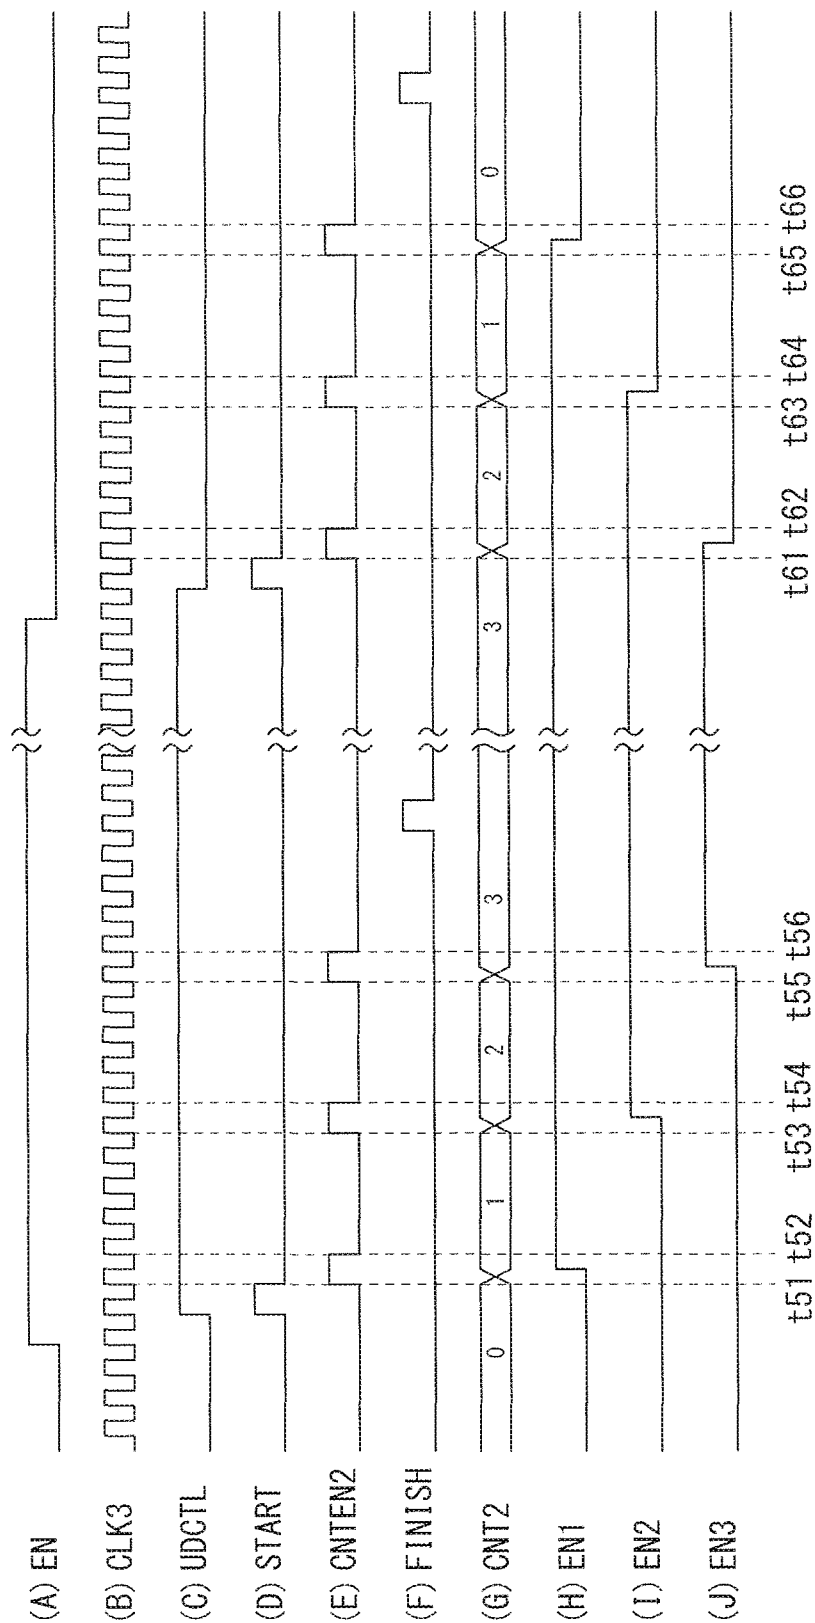 (A) EN
(B) CLK3
(C) UDCTL
(D) START
(E) CNTEN2
(F) FINISH
(G) CNT2 0 1 2 3 3 2 1 0
(H) EN1
(I) EN2
(J) EN3
t51 t52 t53 t54 t55 t56 t61 t62 t63 t64 t65 t66